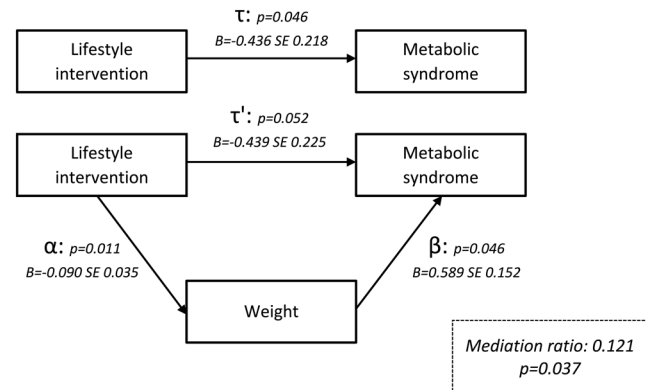 τ: p=0.046
B=-0.436 SE 0.218
Lifestyle
intervention
Metabolic
syndrome
τ': p=0.052
B=-0.439 SE 0.225
Lifestyle
intervention
Metabolic
syndrome
α: p=0.011
B=-0.090 SE 0.035
β: p=0.046
B=0.589 SE 0.152
Weight
Mediation ratio: 0.121
p=0.037